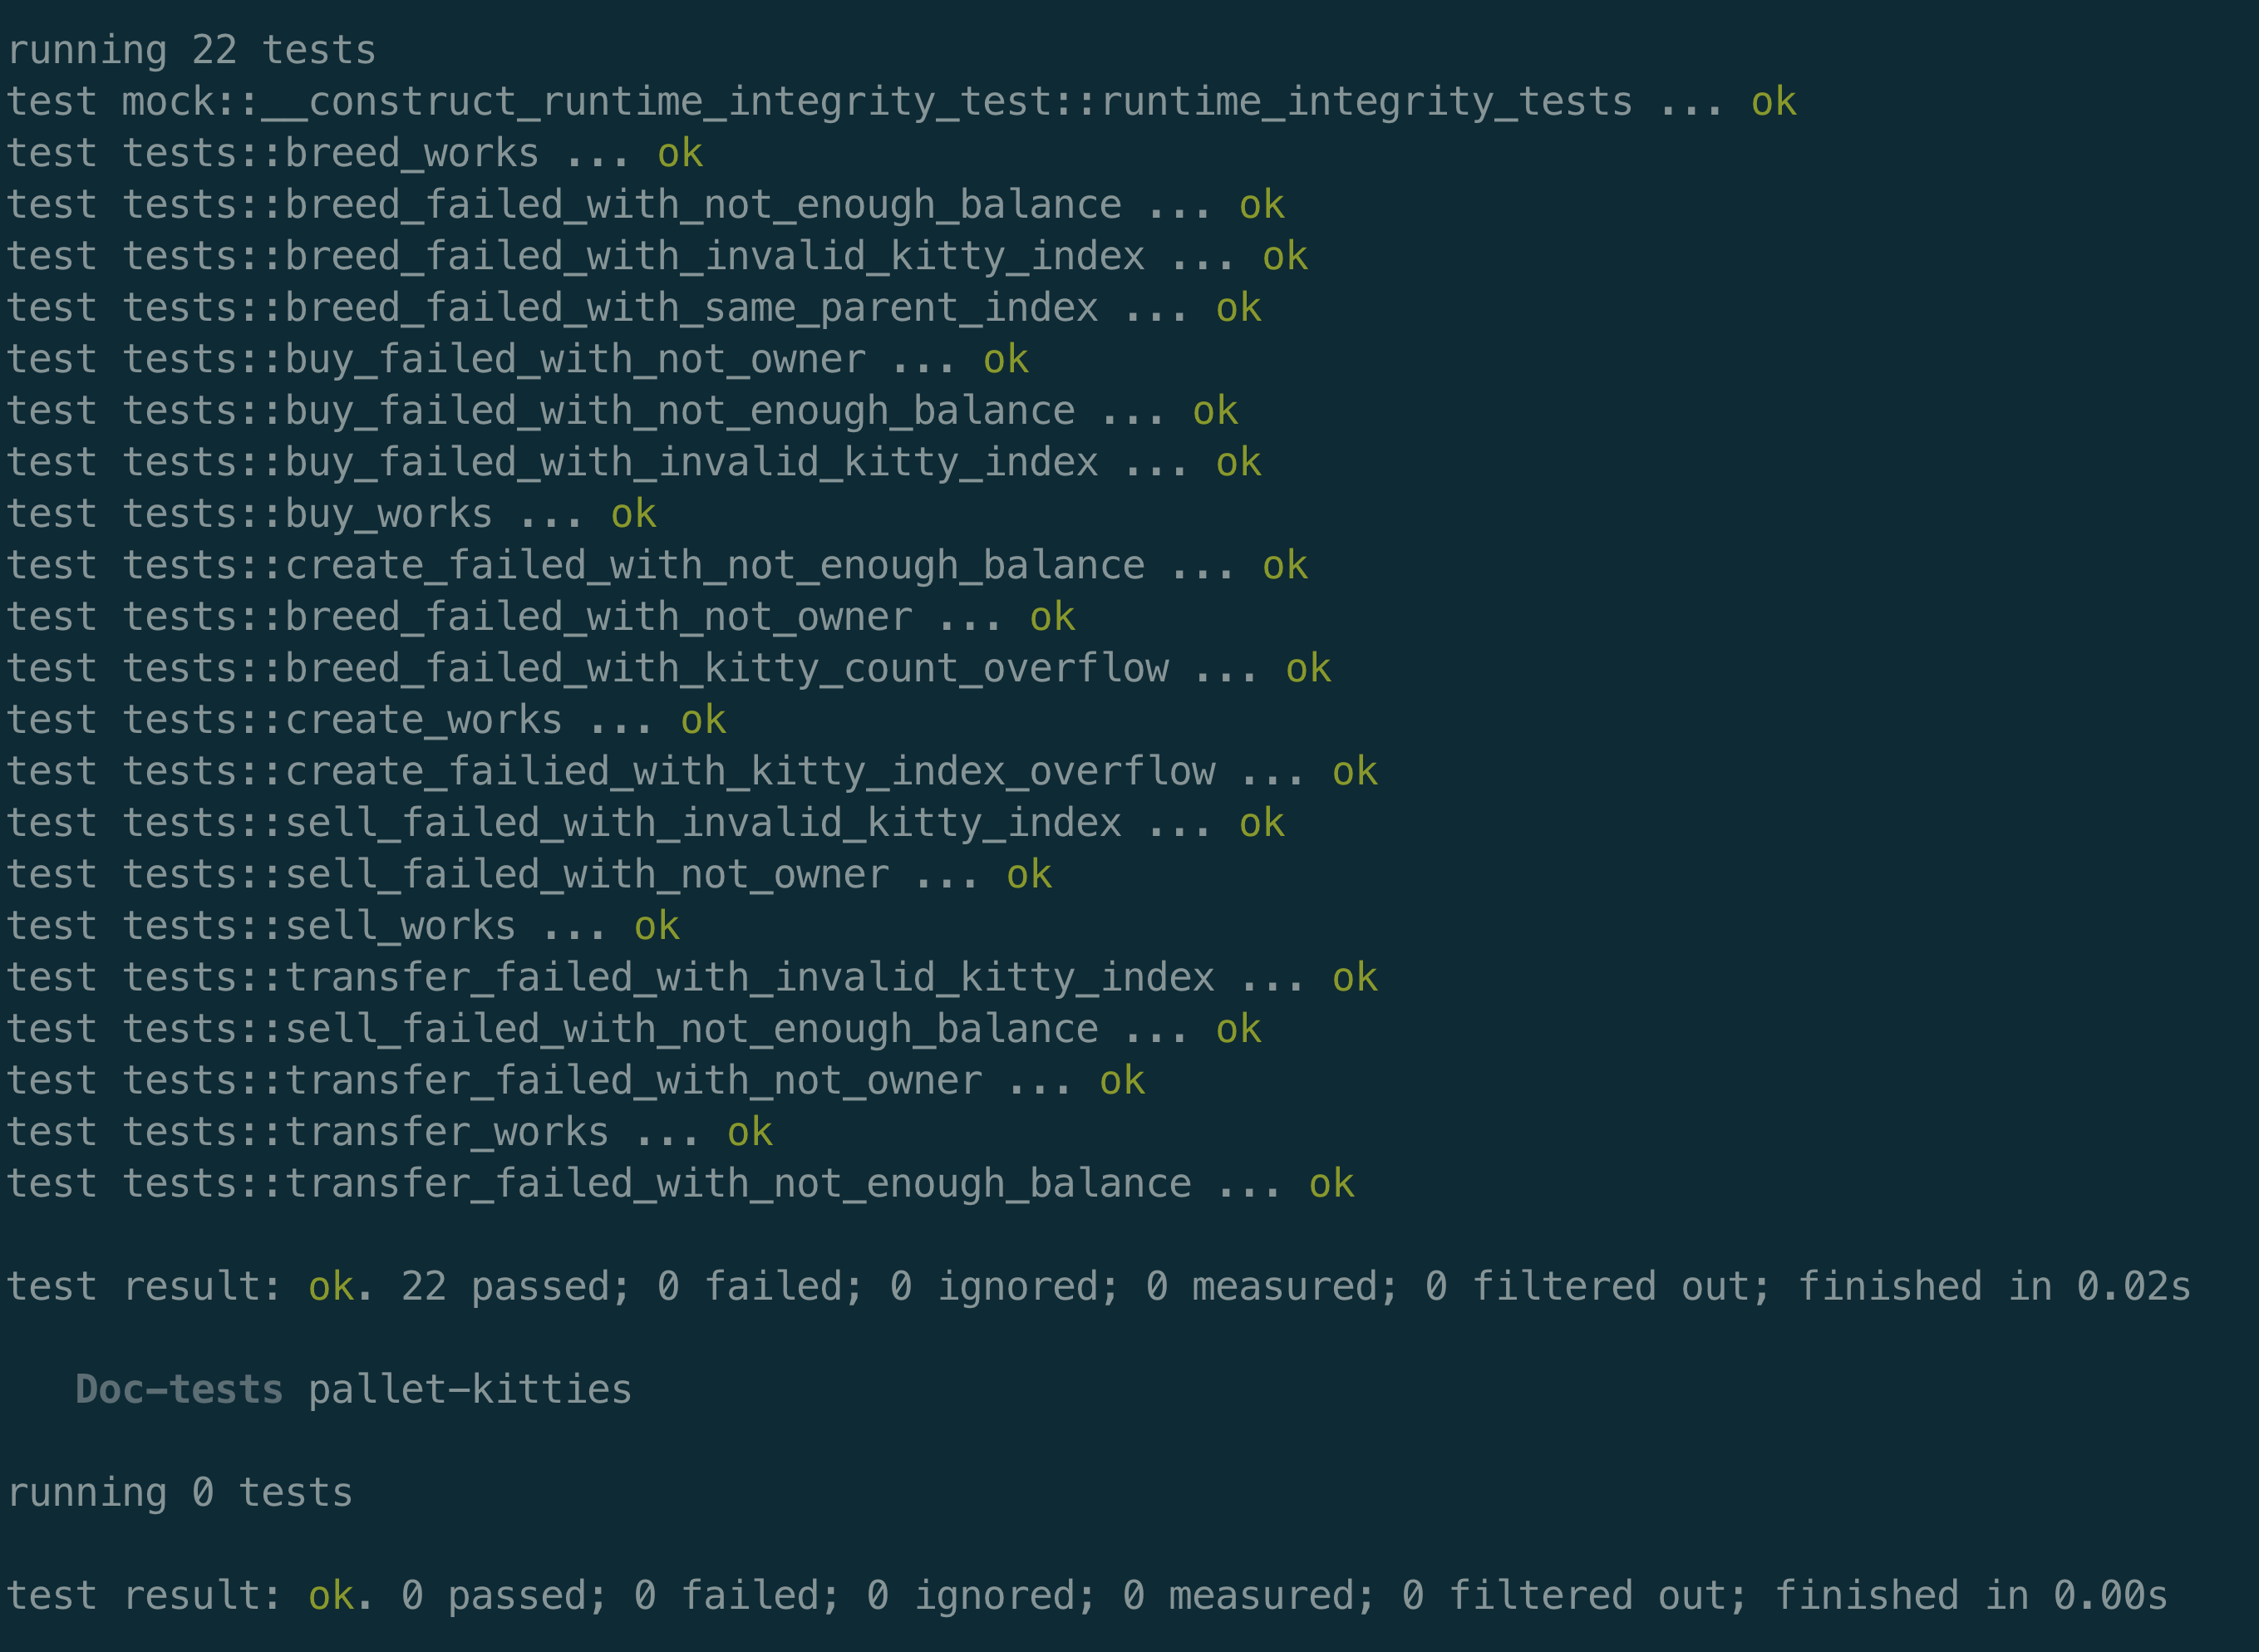 running 22 tests
test mock::__construct_runtime_integrity_test::runtime_integrity_tests ... ok
test tests::breed_works ... ok
test tests::breed_failed_with_not_enough_balance ... ok
test tests::breed_failed_with_invalid_kitty_index ... ok
test tests::breed_failed_with_same_parent_index ... ok
test tests::buy_failed_with_not_owner ... ok
test tests::buy_failed_with_not_enough_balance ... ok
test tests::buy_failed_with_invalid_kitty_index ... ok
test tests::buy_works ... ok
test tests::create_failed_with_not_enough_balance ... ok
test tests::breed_failed_with_not_owner ... ok
test tests::breed_failed_with_kitty_count_overflow ... ok
test tests::create_works ... ok
test tests::create_failied_with_kitty_index_overflow ... ok
test tests::sell_failed_with_invalid_kitty_index ... ok
test tests::sell_failed_with_not_owner ... ok
test tests::sell_works ... ok
test tests::transfer_failed_with_invalid_kitty_index ... ok
test tests::sell_failed_with_not_enough_balance ... ok
test tests::transfer_failed_with_not_owner ... ok
test tests::transfer_works ... ok
test tests::transfer_failed_with_not_enough_balance ... ok
test result: ok. 22 passed; 0 failed; 0 ignored; 0 measured; 0 filtered out; finished in 0.02s
Doc-tests pallet-kitties
running 0 tests
test result: ok. 0 passed; 0 failed; 0 ignored; 0 measured; 0 filtered out; finished in 0.00s